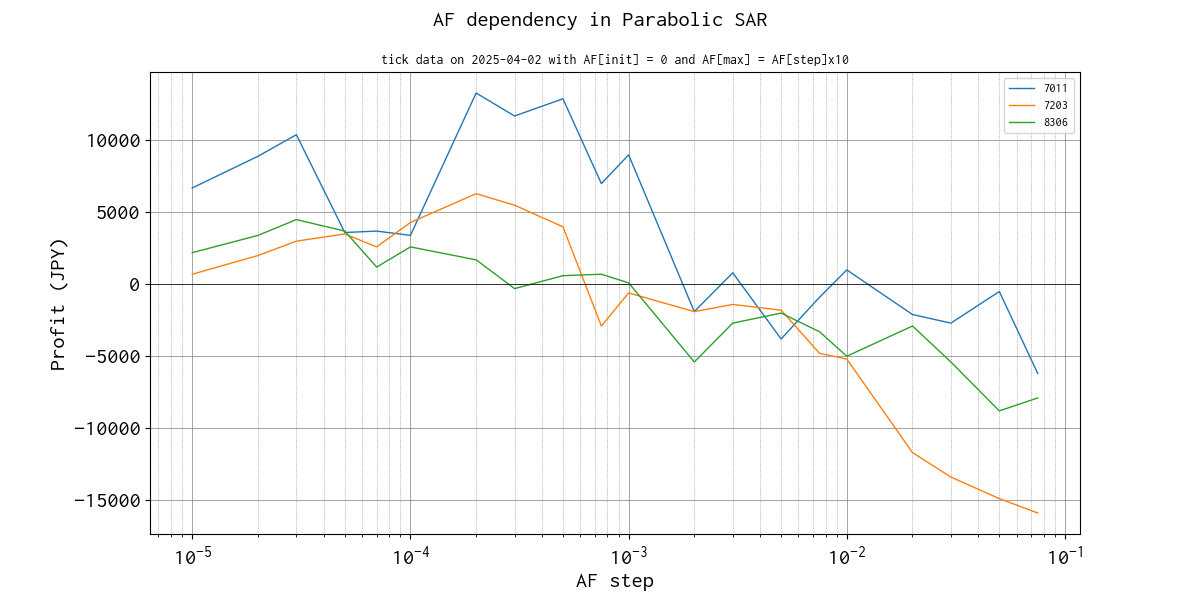 AF dependency in Parabolic SAR
tick data on 2025-04-02 with AF[init] = 0 and AF[max] = AF[step]x10
7011
7203
8306
10000
5000
0
−5000
−10000
−15000
Profit (JPY)
10⁻⁵ 10⁻⁴ 10⁻³ 10⁻² 10⁻¹
AF step